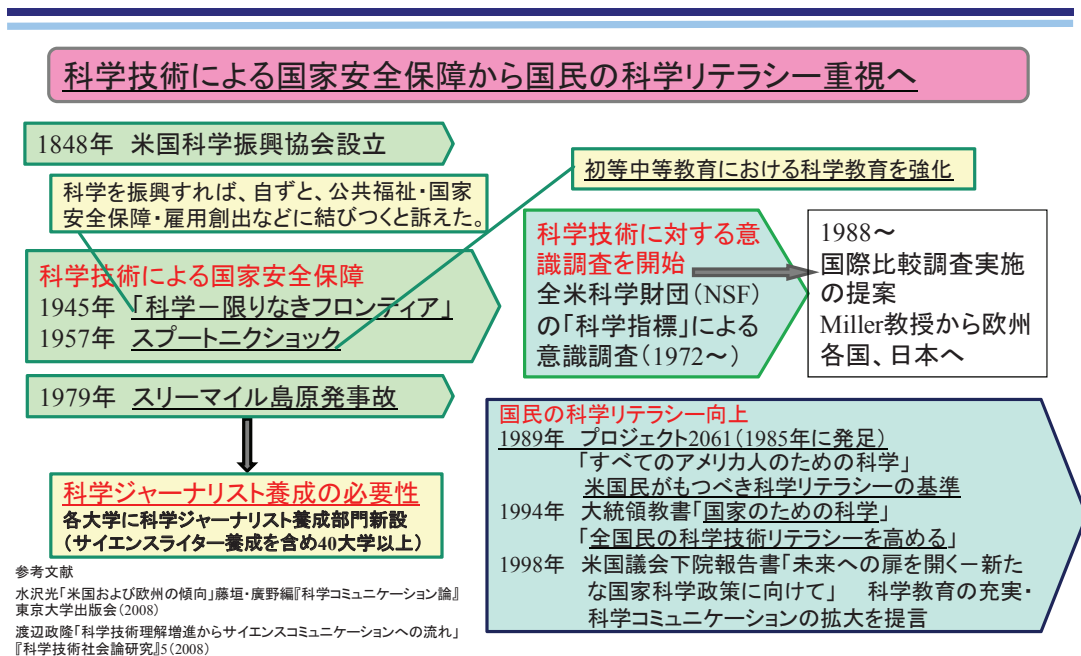 科学技術による国家安全保障から国民の科学リテラシー重視へ
1848年 米国科学振興協会設立
科学を振興すれば、自ずと、公共福祉・国家
安全保障・雇用創出などに結びつくと訴えた。
科学技術による国家安全保障
1945年 「科学－限りなきフロンティア」
1957年 スプートニクショック
1979年 スリーマイル島原発事故
科学ジャーナリスト養成の必要性
各大学に科学ジャーナリスト養成部門新設
（サイエンスライター養成を含め40大学以上）
初等中等教育における科学教育を強化
科学技術に対する意
識調査を開始
全米科学財団（NSF）
の「科学指標」による
意識調査（1972～）
1988～
国際比較調査実施
の提案
Miller教授から欧州
各国、日本へ
国民の科学リテラシー向上
1989年 プロジェクト2061（1985年に発足）
「すべてのアメリカ人のための科学」
米国民がもつべき科学リテラシーの基準
1994年 大統領教書「国家のための科学」
「全国民の科学技術リテラシーを高める」
1998年 米国議会下院報告書「未来への扉を開く－新た
な国家科学政策に向けて」 科学教育の充実・
科学コミュニケーションの拡大を提言
参考文献
水沢光「米国および欧州の傾向」藤垣・廣野編『科学コミュニケーション論』
東京大学出版会（2008）
渡辺政隆「科学技術理解増進からサイエンスコミュニケーションへの流れ」
『科学技術社会論研究』5（2008）